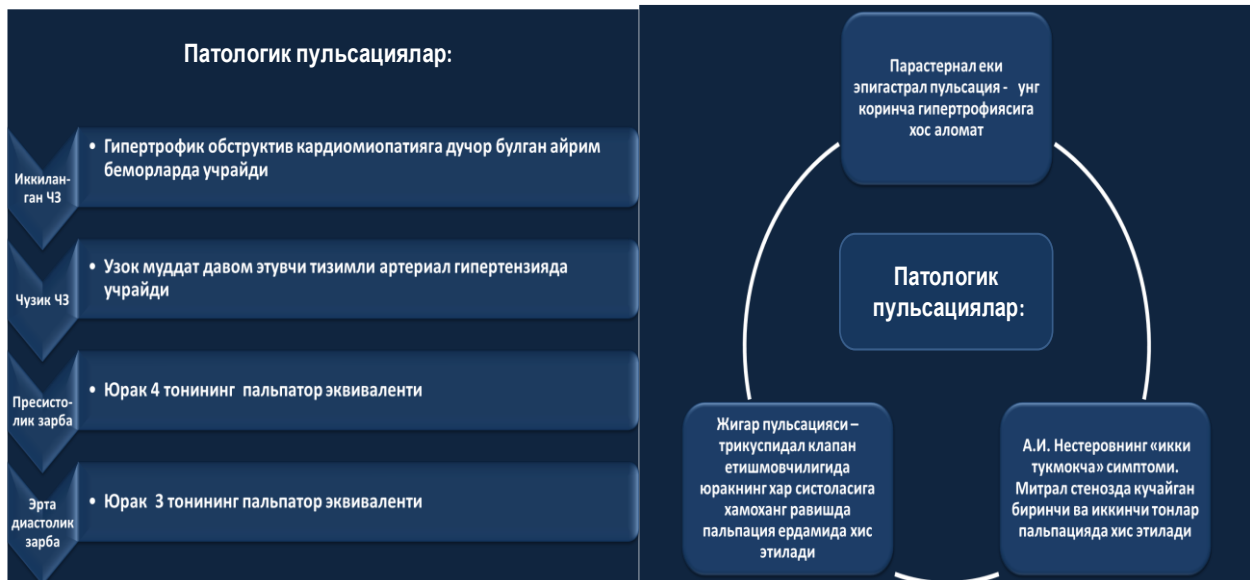 Патологик пульсациялар:
Иккилан-
ган ЧЗ
• Гипертрофик обструктив кардиомиопатияга дучор булган айрим
беморларда учрайди
Чузик ЧЗ
• Узок муддат давом этувчи тизимли артериал гипертензияда
учрайди
Пресисто-
лик зарба
• Юрак 4 тонининг пальпатор эквиваленти
Эрта
диастолик
зарба
• Юрак 3 тонининг пальпатор эквиваленти
Парастернал еки
эпигастрал пульсация - унг
коринча гипертрофиясига
хос аломат
Патологик
пульсациялар:
Жигар пульсацияси –
трикуспидал клапан
етишмовчилигида
юракнинг хар систоласига
хамоханг равишда
пальпация ердамида хис
этилади
А.И. Нестеровнинг «икки
тукмокча» симптоми.
Митрал стенозда кучайган
биринчи ва иккинчи тонлар
пальпацияда хис этилади